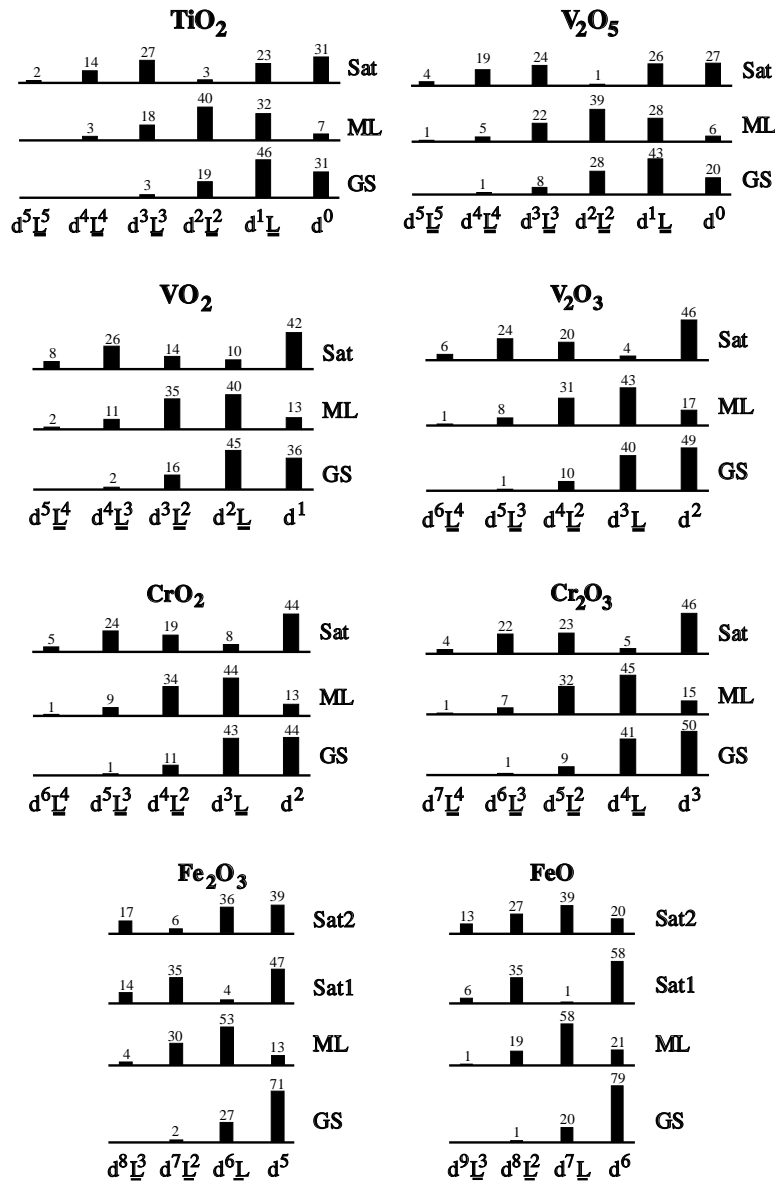 TiO2 V2O5
2 14 27 3 23 31 Sat
3 18 40 32 7 ML
3 19 46 31 GS
d5L5 d4L4 d3L3 d2L2 d1L d0
4 19 24 1 26 27 Sat
1 5 22 39 28 6 ML
1 8 28 43 20 GS
d5L5 d4L4 d3L3 d2L2 d1L d0
VO2 V2O3
8 26 14 10 42 Sat
2 11 35 40 13 ML
2 16 45 36 GS
d5L4 d4L3 d3L2 d2L d1
6 24 20 4 46 Sat
1 8 31 43 17 ML
1 10 40 49 GS
d6L4 d5L3 d4L2 d3L d2
CrO2 Cr2O3
5 24 19 8 44 Sat
1 9 34 44 13 ML
1 11 43 44 GS
d6L4 d5L3 d4L2 d3L d2
4 22 23 5 46 Sat
1 7 32 45 15 ML
1 9 41 50 GS
d7L4 d6L3 d5L2 d4L d3
Fe2O3 FeO
17 6 36 39 Sat2
14 35 4 47 Sat1
4 30 53 13 ML
2 27 71 GS
d8L3 d7L2 d6L d5
13 27 39 20 Sat2
6 35 1 58 Sat1
1 19 58 21 ML
1 20 79 GS
d9L3 d8L2 d7L d6